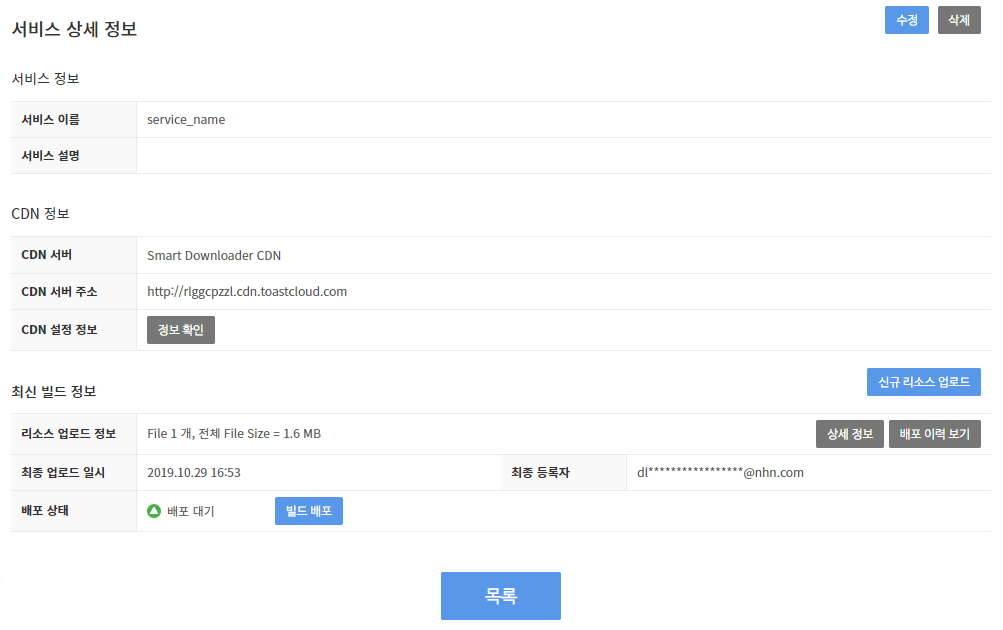 서비스 상세 정보 수정 삭제
서비스 정보
서비스 이름 service_name
서비스 설명
CDN 정보
CDN 서버 Smart Downloader CDN
CDN 서버 주소 http://rlggcpzzl.cdn.toastcloud.com
CDN 설정 정보 정보 확인
최신 빌드 정보 신규 리소스 업로드
리소스 업로드 정보 File 1 개, 전체 File Size = 1.6 MB 상세 정보 배포 이력 보기
최종 업로드 일시 2019.10.29 16:53 최종 등록자 dl*****************@nhn.com
배포 상태 배포 대기 빌드 배포
목록